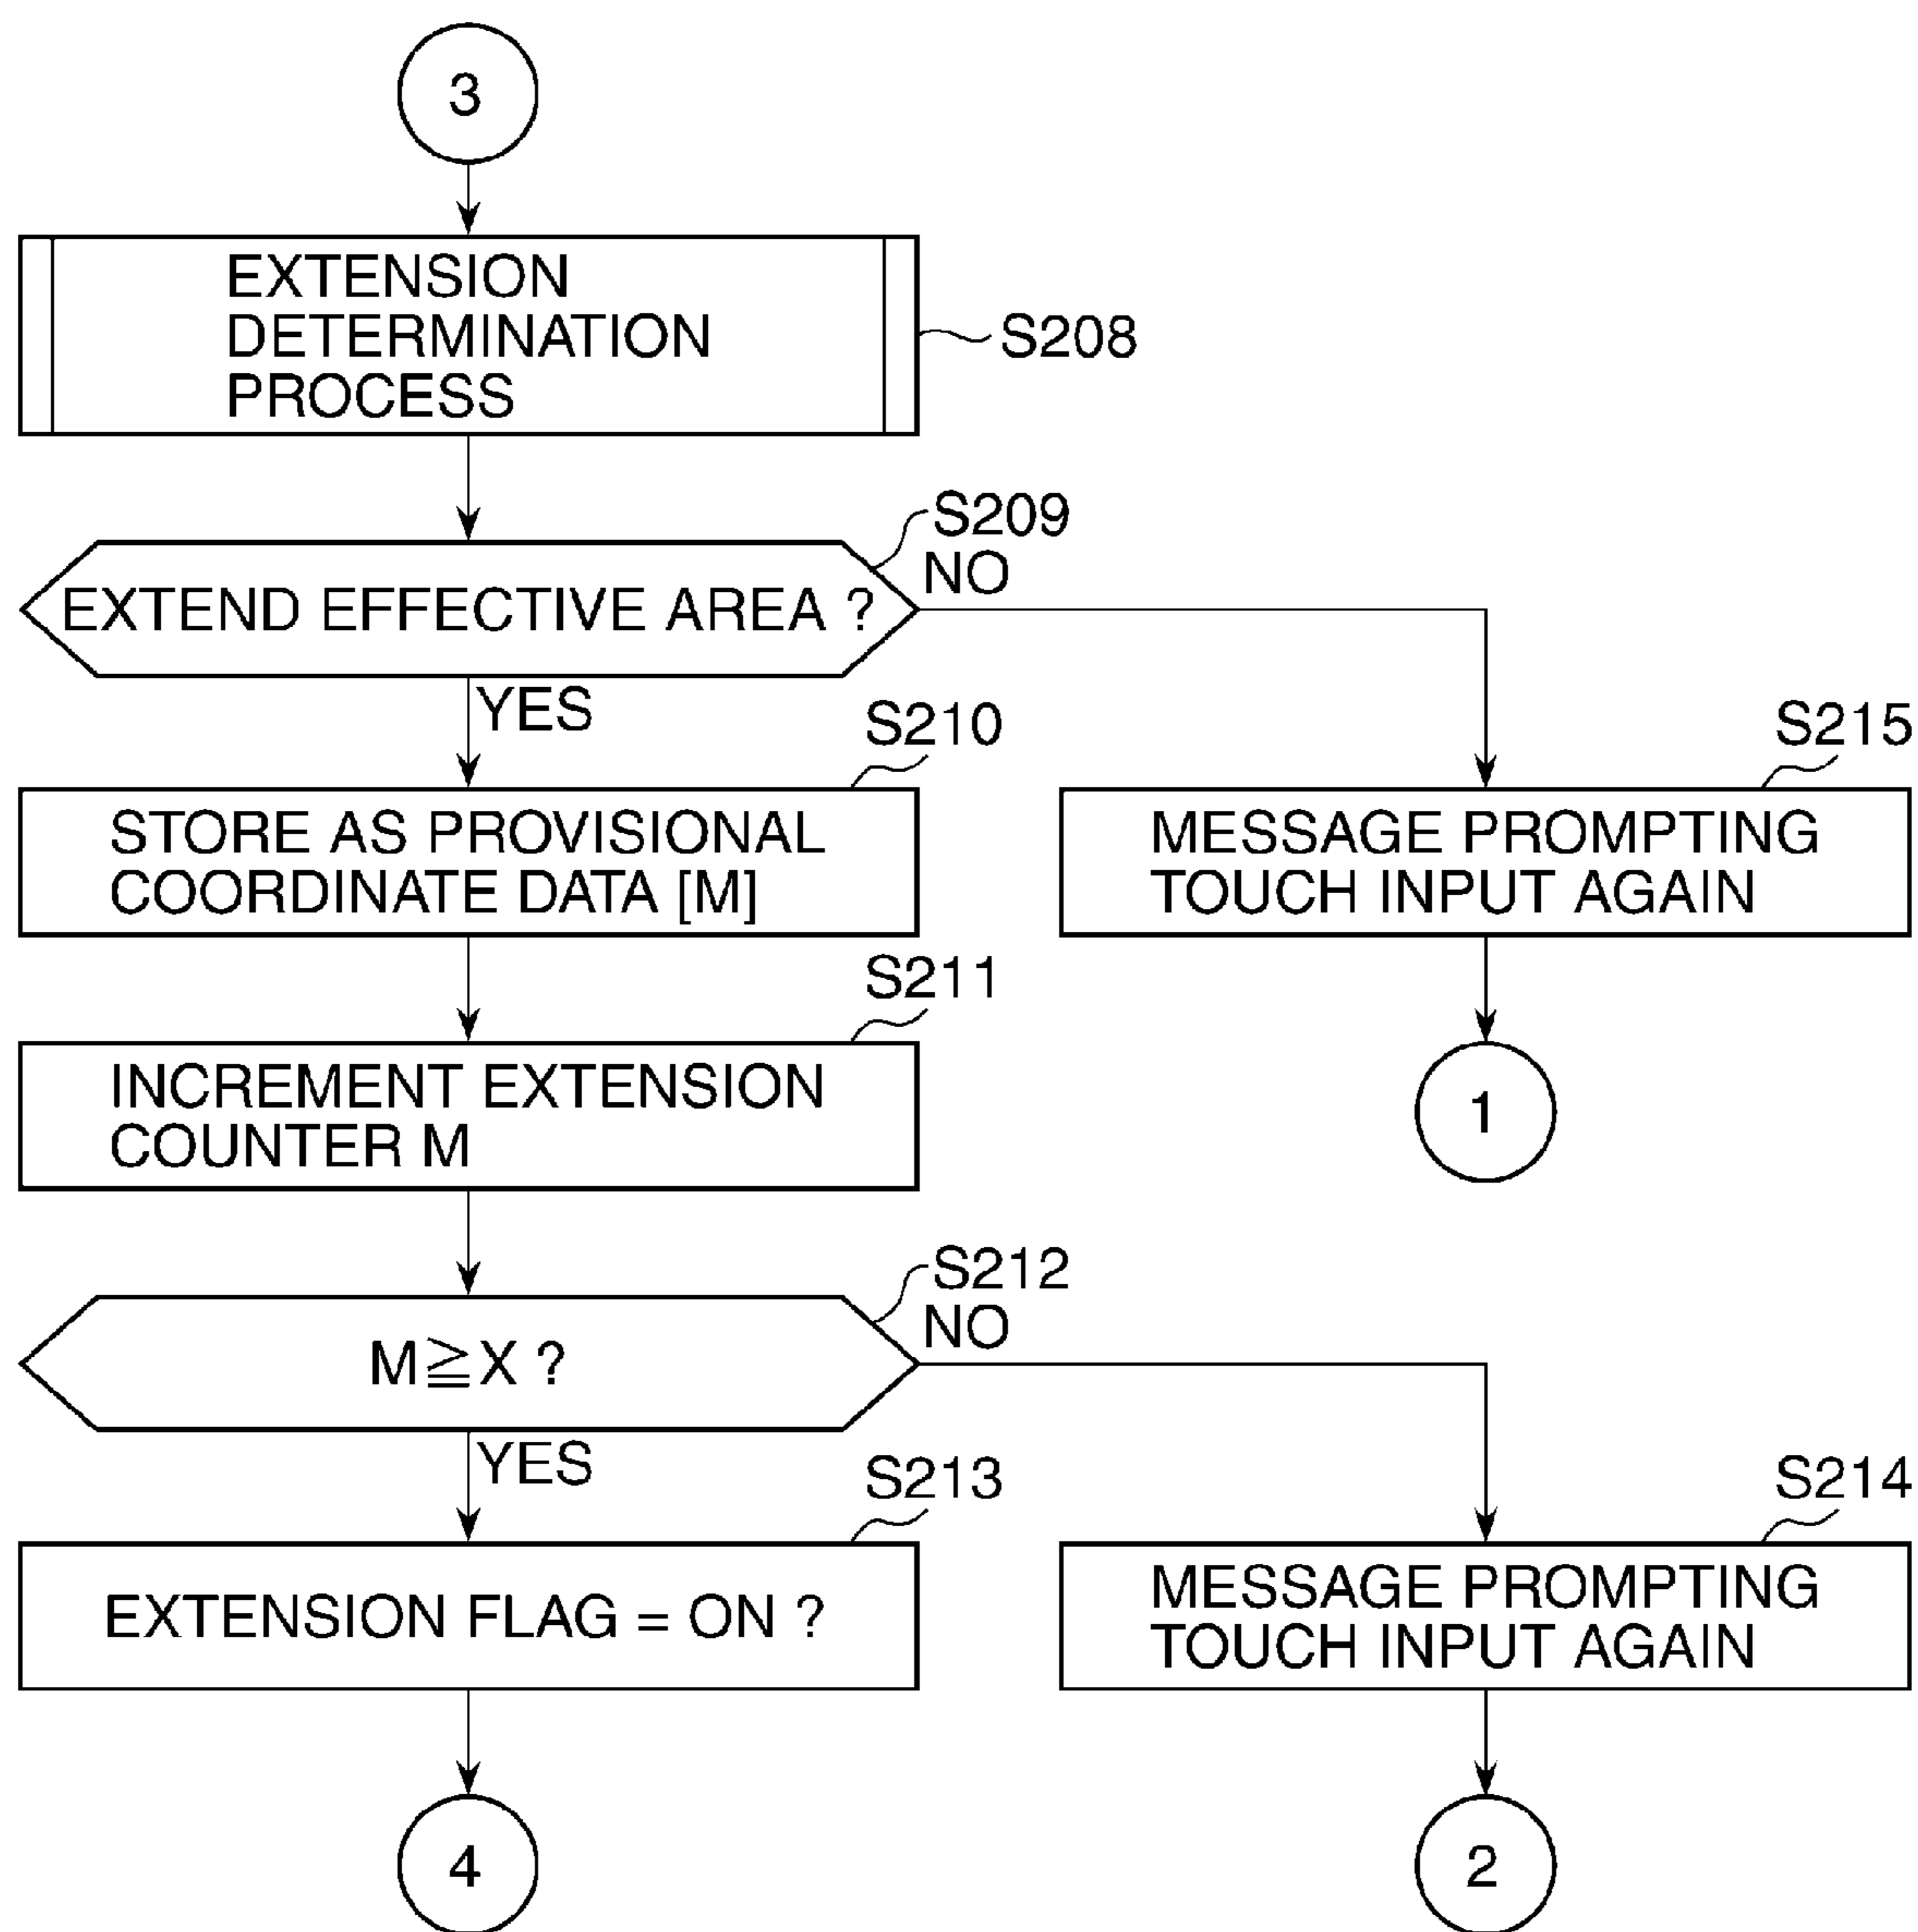 3
EXTENSION
DETERMINATION
PROCESS
S208
S209
NO
EXTEND EFFECTIVE AREA ?
YES
S210
STORE AS PROVISIONAL
COORDINATE DATA [M]
S215
MESSAGE PROMPTING
TOUCH INPUT AGAIN
S211
INCREMENT EXTENSION
COUNTER M
1
S212
NO
M≧X ?
YES
S213
EXTENSION FLAG = ON ?
S214
MESSAGE PROMPTING
TOUCH INPUT AGAIN
4
2